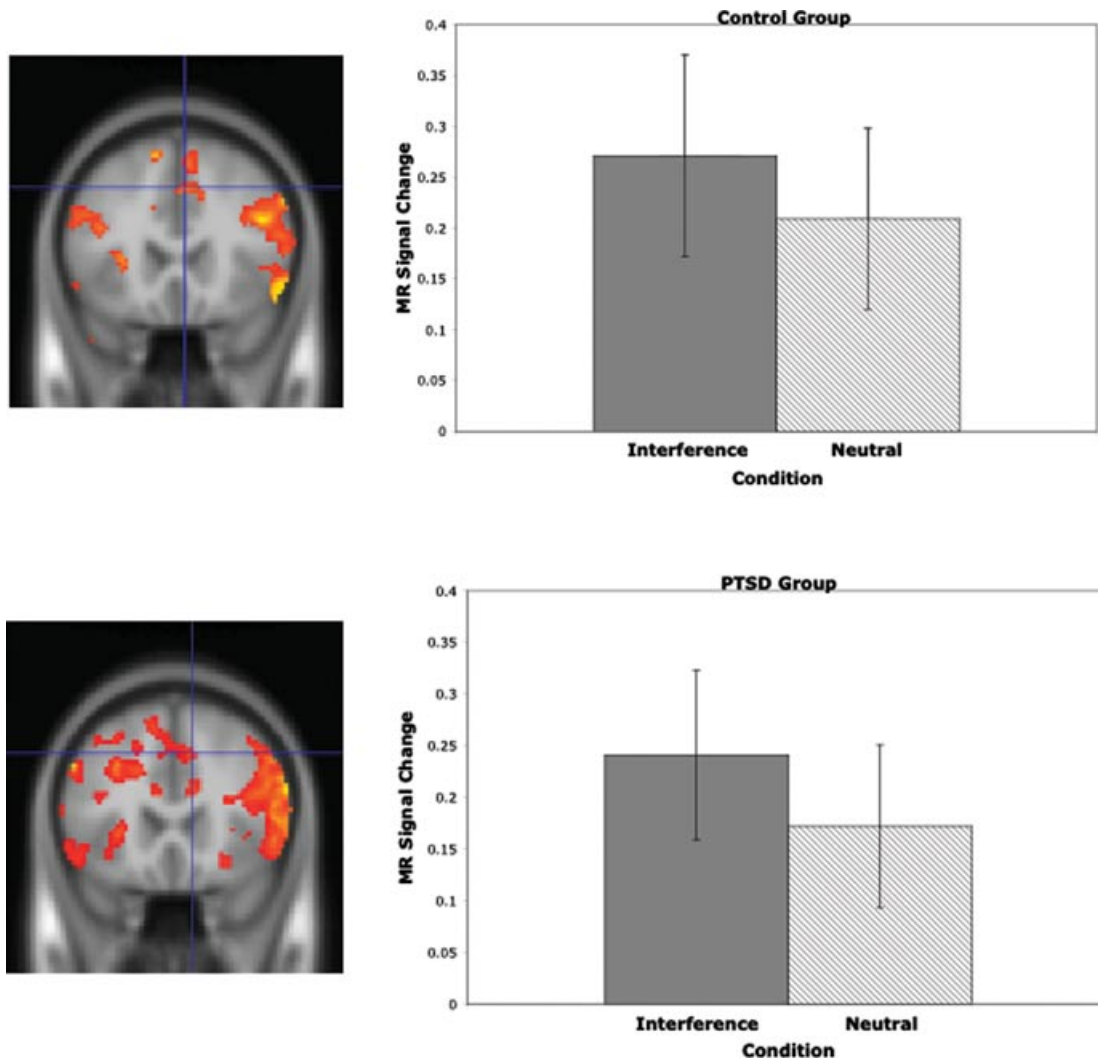 Control Group
MR Signal Change
0.4
0.35
0.3
0.25
0.2
0.15
0.1
0.05
0
Interference Neutral
Condition
PTSD Group
MR Signal Change
0.4
0.35
0.3
0.25
0.2
0.15
0.1
0.05
0
Interference Neutral
Condition